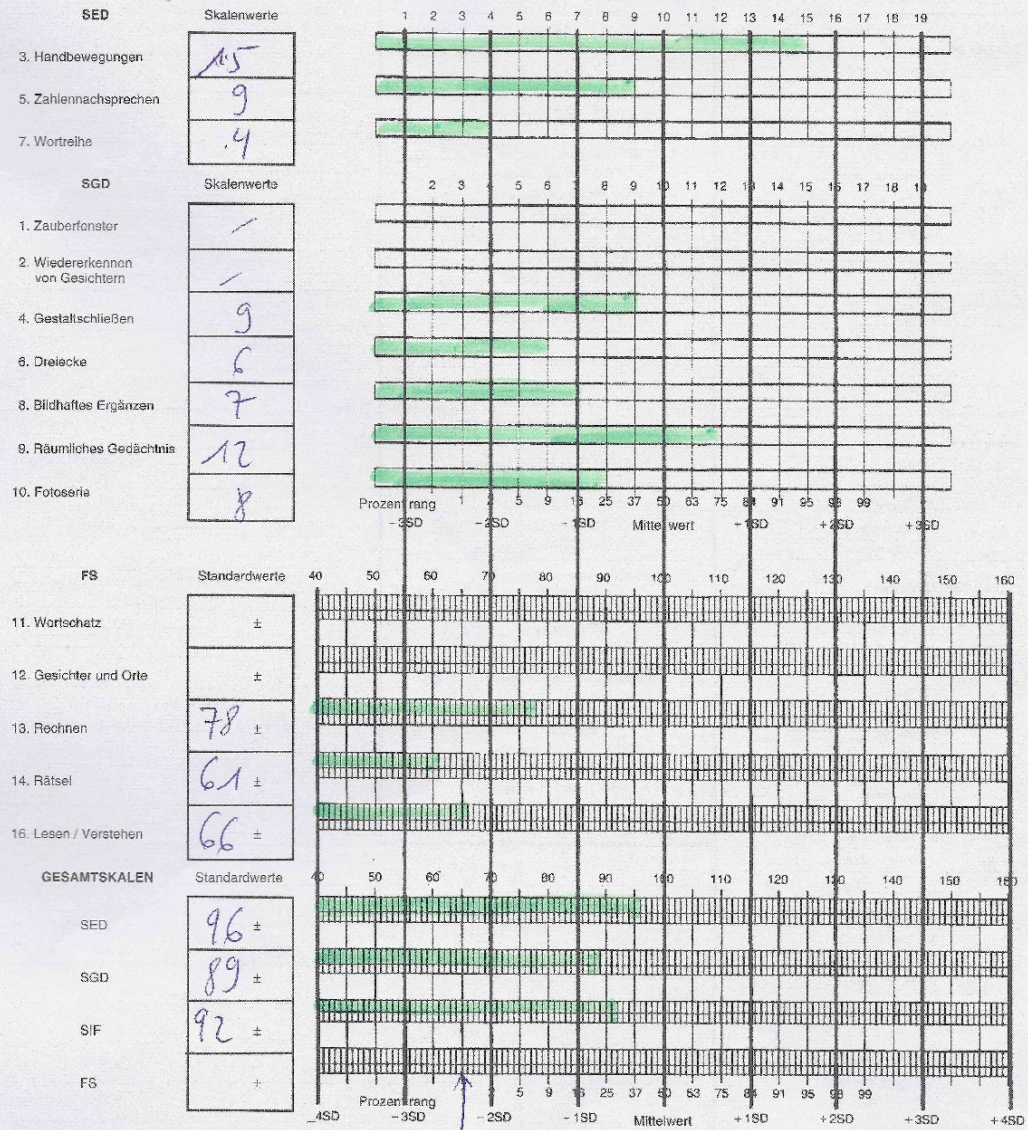 SED Skalenwerte 1 2 3 4 5 6 7 8 9 10 11 12 13 14 15 16 17 18 19
3. Handbewegungen 15
5. Zahlennachsprechen 9
7. Wortreihe 4
SGD Skalenwerte 1 2 3 4 5 6 7 8 9 10 11 12 13 14 15 16 17 18 19
1. Zauberfenster /
2. Wiedererkennen
von Gesichtern /
4. Gestaltschließen 9
6. Dreiecke 6
8. Bildhaftes Ergänzen 7
9. Räumliches Gedächtnis 12
10. Fotoserie 8
Prozentrang 1 2 5 9 16 25 37 50 63 75 84 91 95 98 99
-3SD -2SD -1SD Mittelwert +1SD +2SD +3SD
FS Standardwerte 40 50 60 70 80 90 100 110 120 130 140 150 160
11. Wortschatz ±
12. Gesichter und Orte ±
13. Rechnen 78 ±
14. Rätsel 61 ±
16. Lesen / Verstehen 66 ±
GESAMTSKALEN Standardwerte 40 50 60 70 80 90 100 110 120 130 140 150 160
SED 96 ±
SGD 89 ±
SIF 92 ±
FS ±
Prozentrang 5 9 16 25 37 50 63 75 84 91 95 98 99
-4SD -3SD -2SD -1SD Mittelwert +1SD +2SD +3SD +4SD